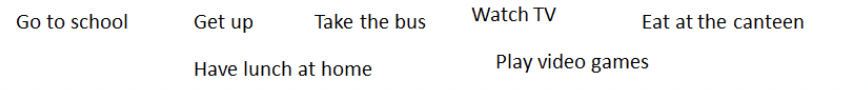 Go to school Get up Take the bus Watch TV Eat at the canteen
Have lunch at home Play video games